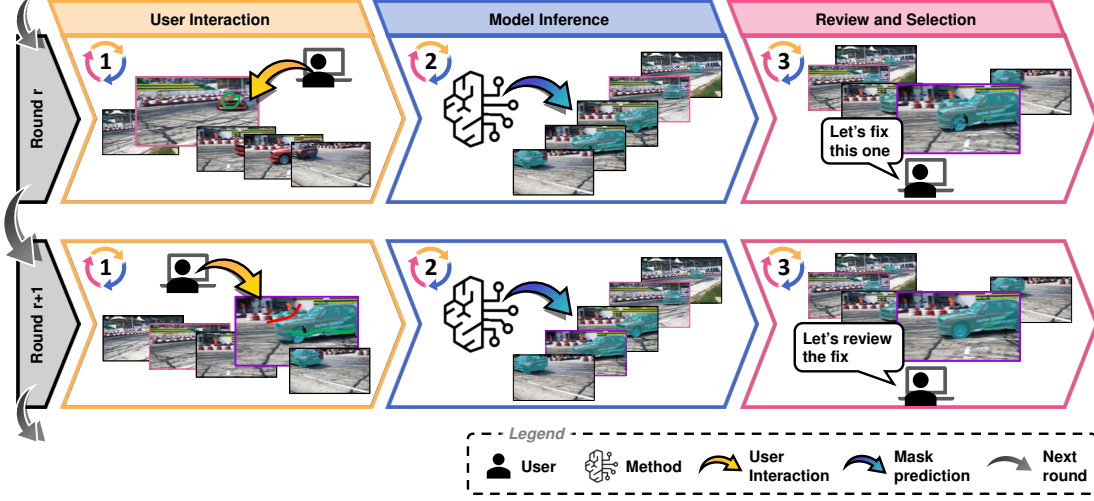 User Interaction
Model Inference
Review and Selection
Round r
1
2
3
Let's fix
this one
Round r+1
1
2
3
Let's review
the fix
Legend
User
Method
User
Interaction
Mask
prediction
Next
round